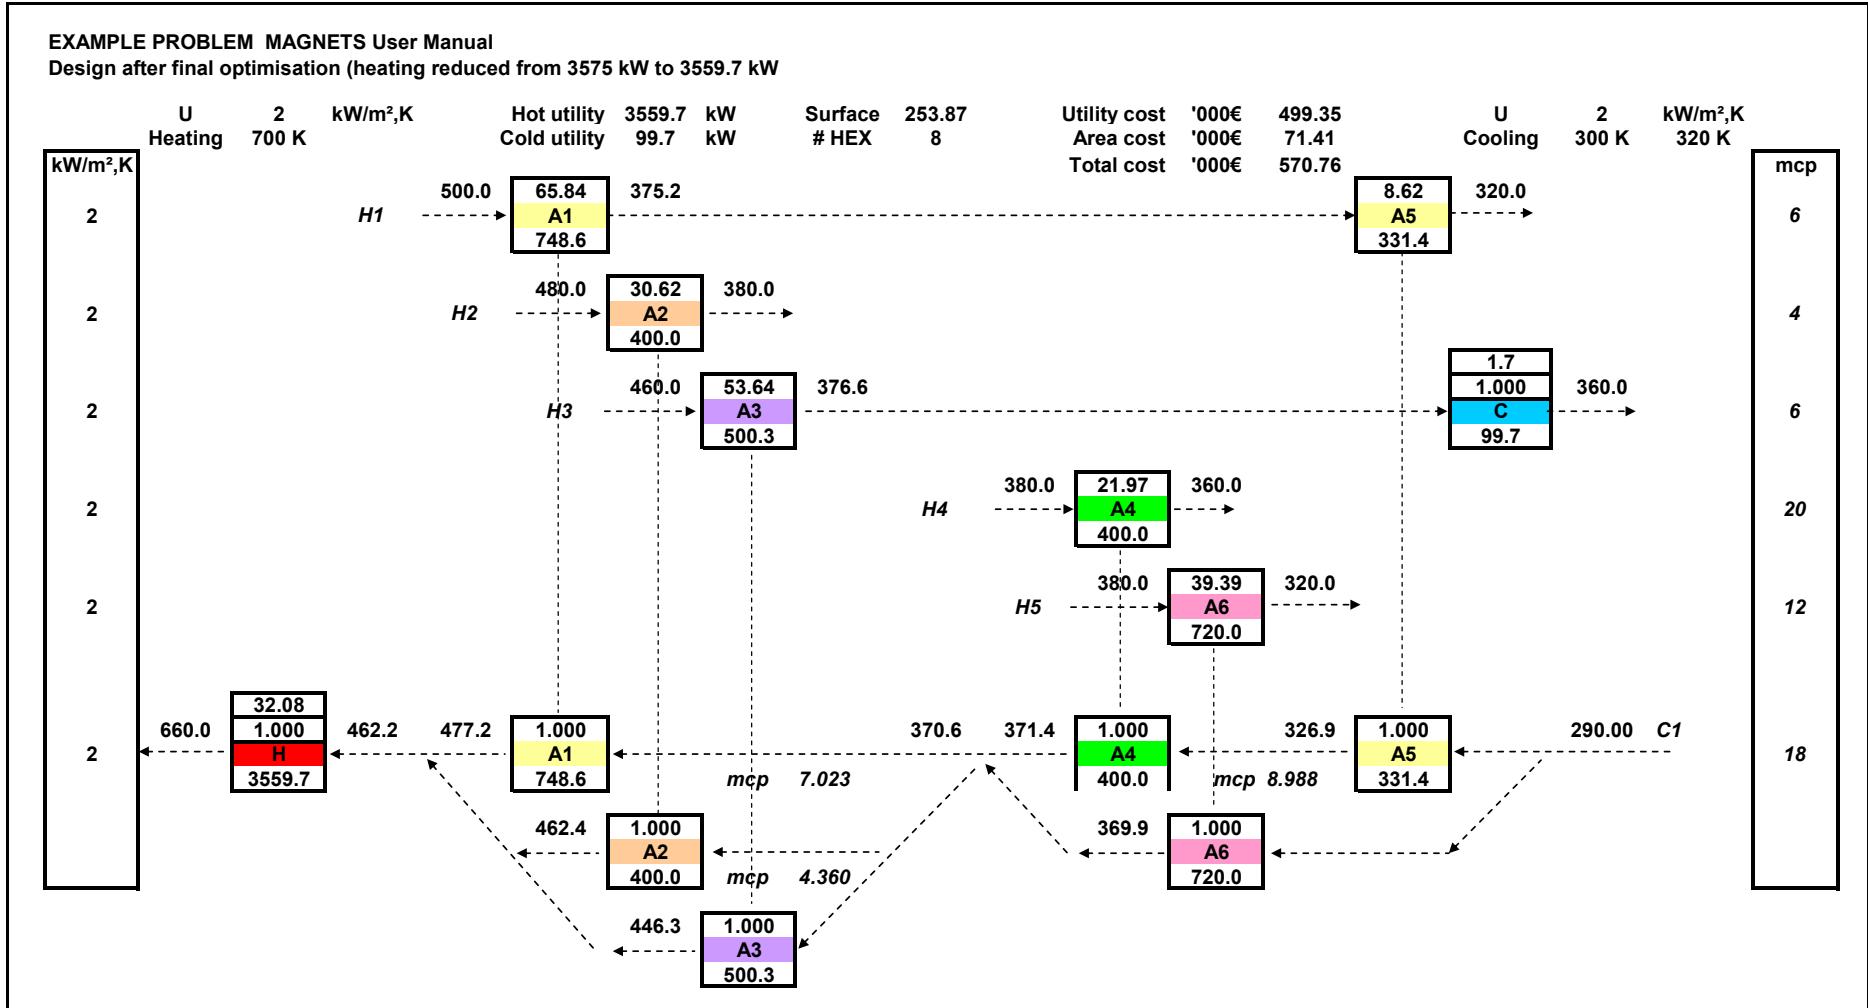 EXAMPLE PROBLEM MAGNETS User Manual
Design after final optimisation (heating reduced from 3575 kW to 3559.7 kW
U 2 kW/m²,K Hot utility 3559.7 kW Surface 253.87 Utility cost '000€ 499.35 U 2 kW/m²,K
Heating 700 K Cold utility 99.7 kW # HEX 8 Area cost '000€ 71.41 Cooling 300 K 320 K
kW/m²,K Total cost '000€ 570.76 mcp
500.0 65.84 375.2 8.62 320.0
2 H1 A1 A5 6
748.6 331.4
480.0 30.62 380.0
2 H2 A2 4
400.0
1.7
460.0 53.64 376.6 1.000 360.0
2 H3 A3 C 6
500.3 99.7
380.0 21.97 360.0
2 H4 A4 20
400.0
380.0 39.39 320.0
2 H5 A6 12
720.0
32.08
660.0 1.000 462.2 477.2 1.000 370.6 371.4 1.000 326.9 1.000 290.00 C1
2 H A1 A4 A5 18
3559.7 748.6 mcp 7.023 400.0 mcp 8.988 331.4
462.4 1.000 369.9 1.000
A2 A6
400.0 mcp 4.360 720.0
446.3 1.000
A3
500.3